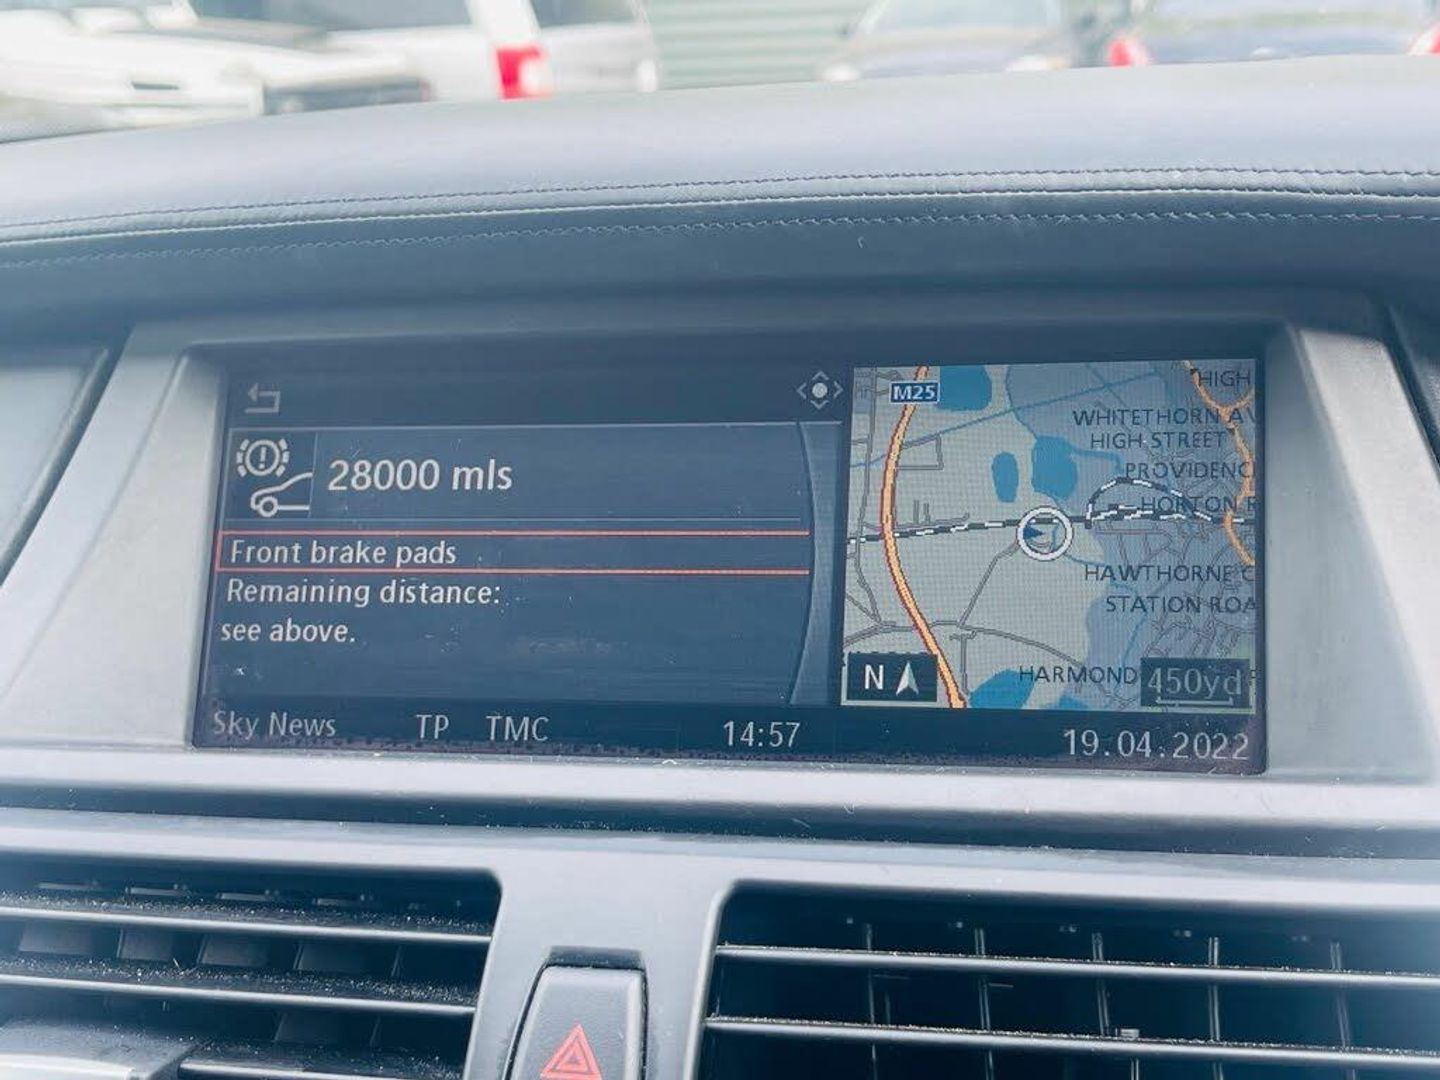 28000 mls
Front brake pads
Remaining distance:
see above.
M25
HIGH
WHITETHORN AV
HIGH STREET
PROVIDENC
HORTON R
HAWTHORNE C
STATION ROA
HARMOND
N
450yd
Sky News TP TMC 14:57 19.04.2022